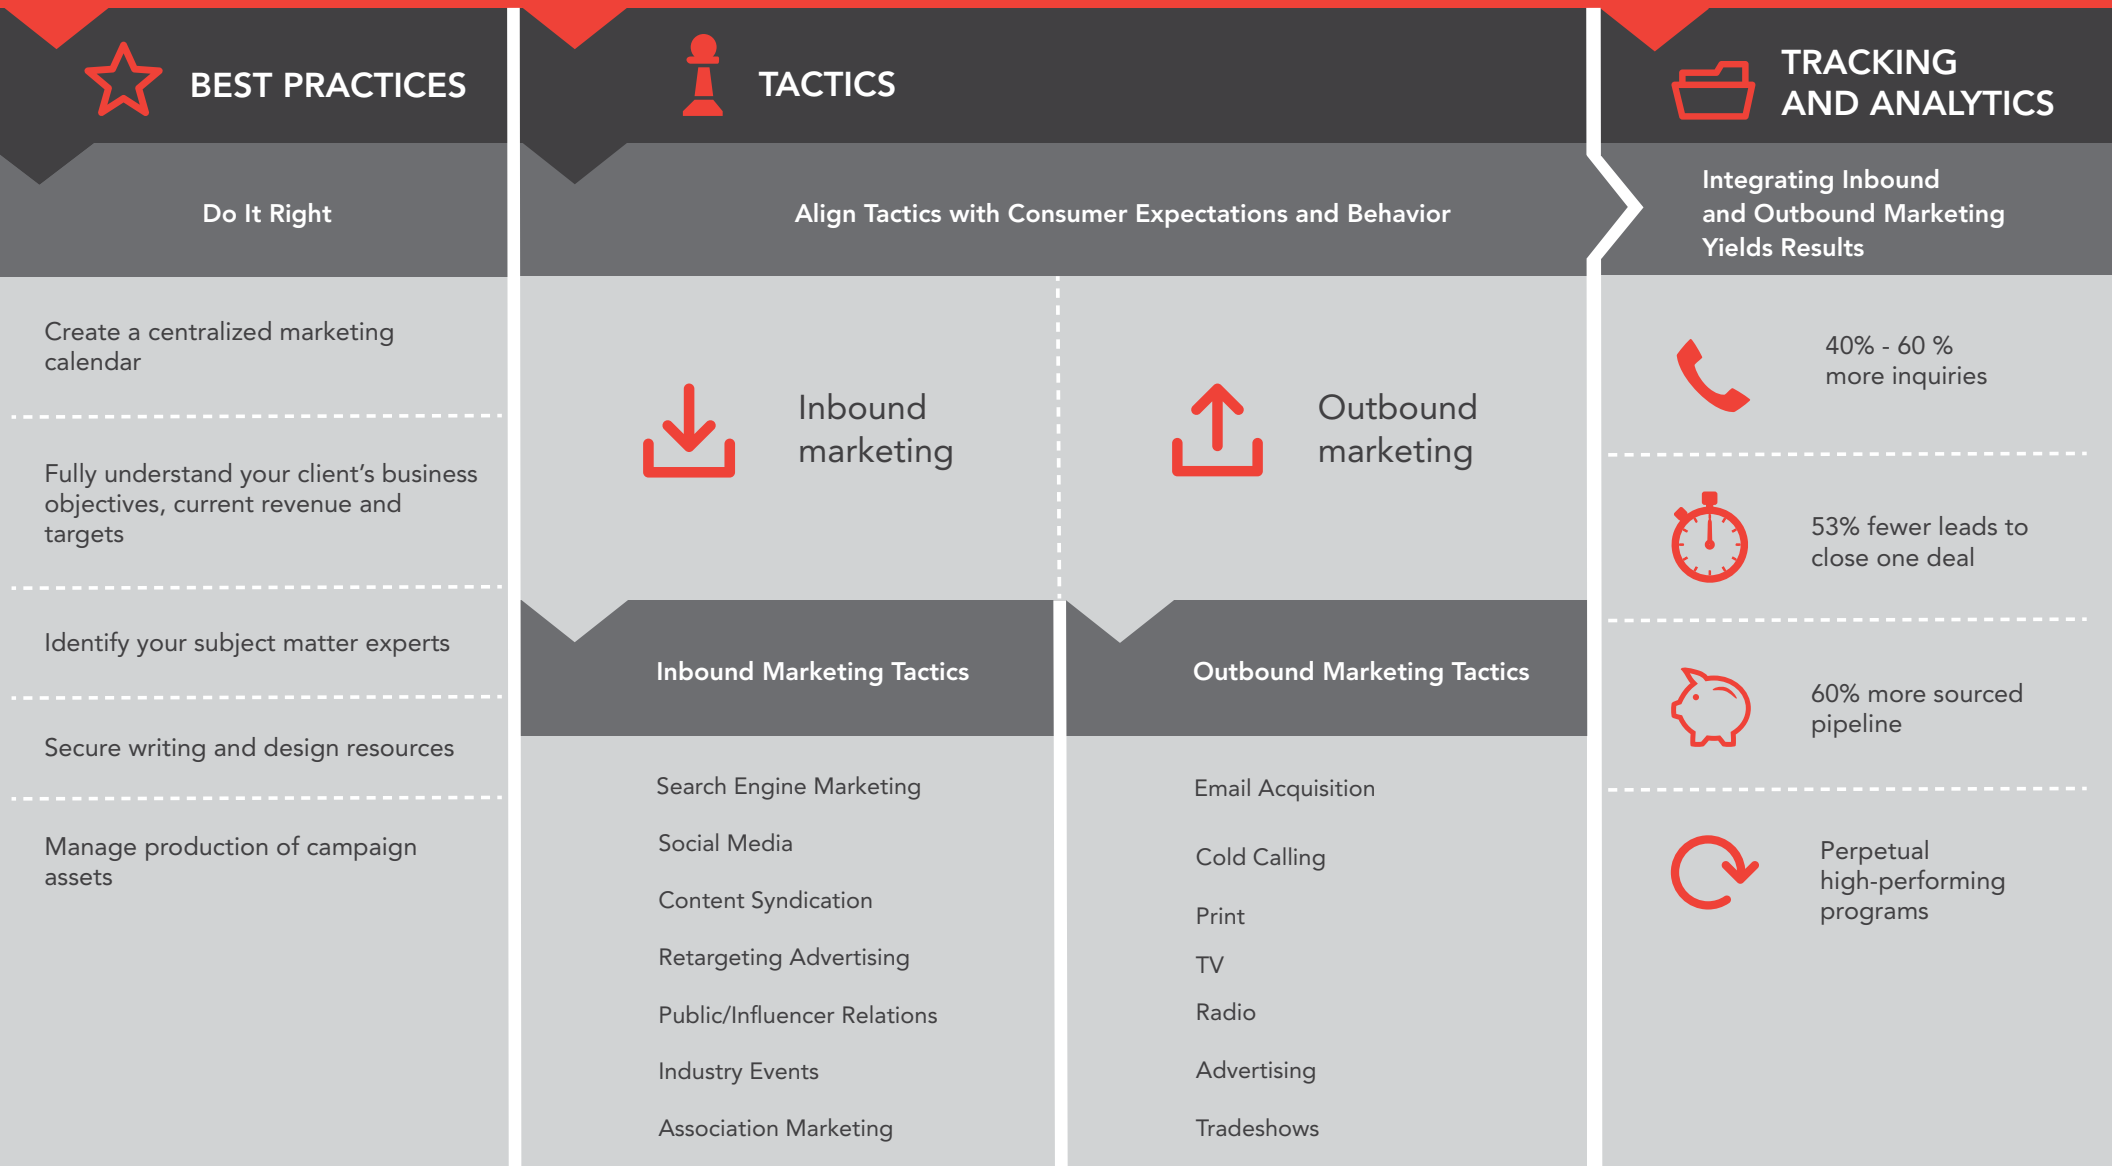 BEST PRACTICES
Do It Right
Create a centralized marketing
calendar
Fully understand your client’s business
objectives, current revenue and
targets
Identify your subject matter experts
Secure writing and design resources
Manage production of campaign
assets
TACTICS
Align Tactics with Consumer Expectations and Behavior
Inbound
marketing
Outbound
marketing
Inbound Marketing Tactics
Search Engine Marketing
Social Media
Content Syndication
Retargeting Advertising
Public/Influencer Relations
Industry Events
Association Marketing
Outbound Marketing Tactics
Email Acquisition
Cold Calling
Print
TV
Radio
Advertising
Tradeshows
TRACKING
AND ANALYTICS
Integrating Inbound
and Outbound Marketing
Yields Results
40% - 60 %
more inquiries
53% fewer leads to
close one deal
60% more sourced
pipeline
Perpetual
high-performing
programs